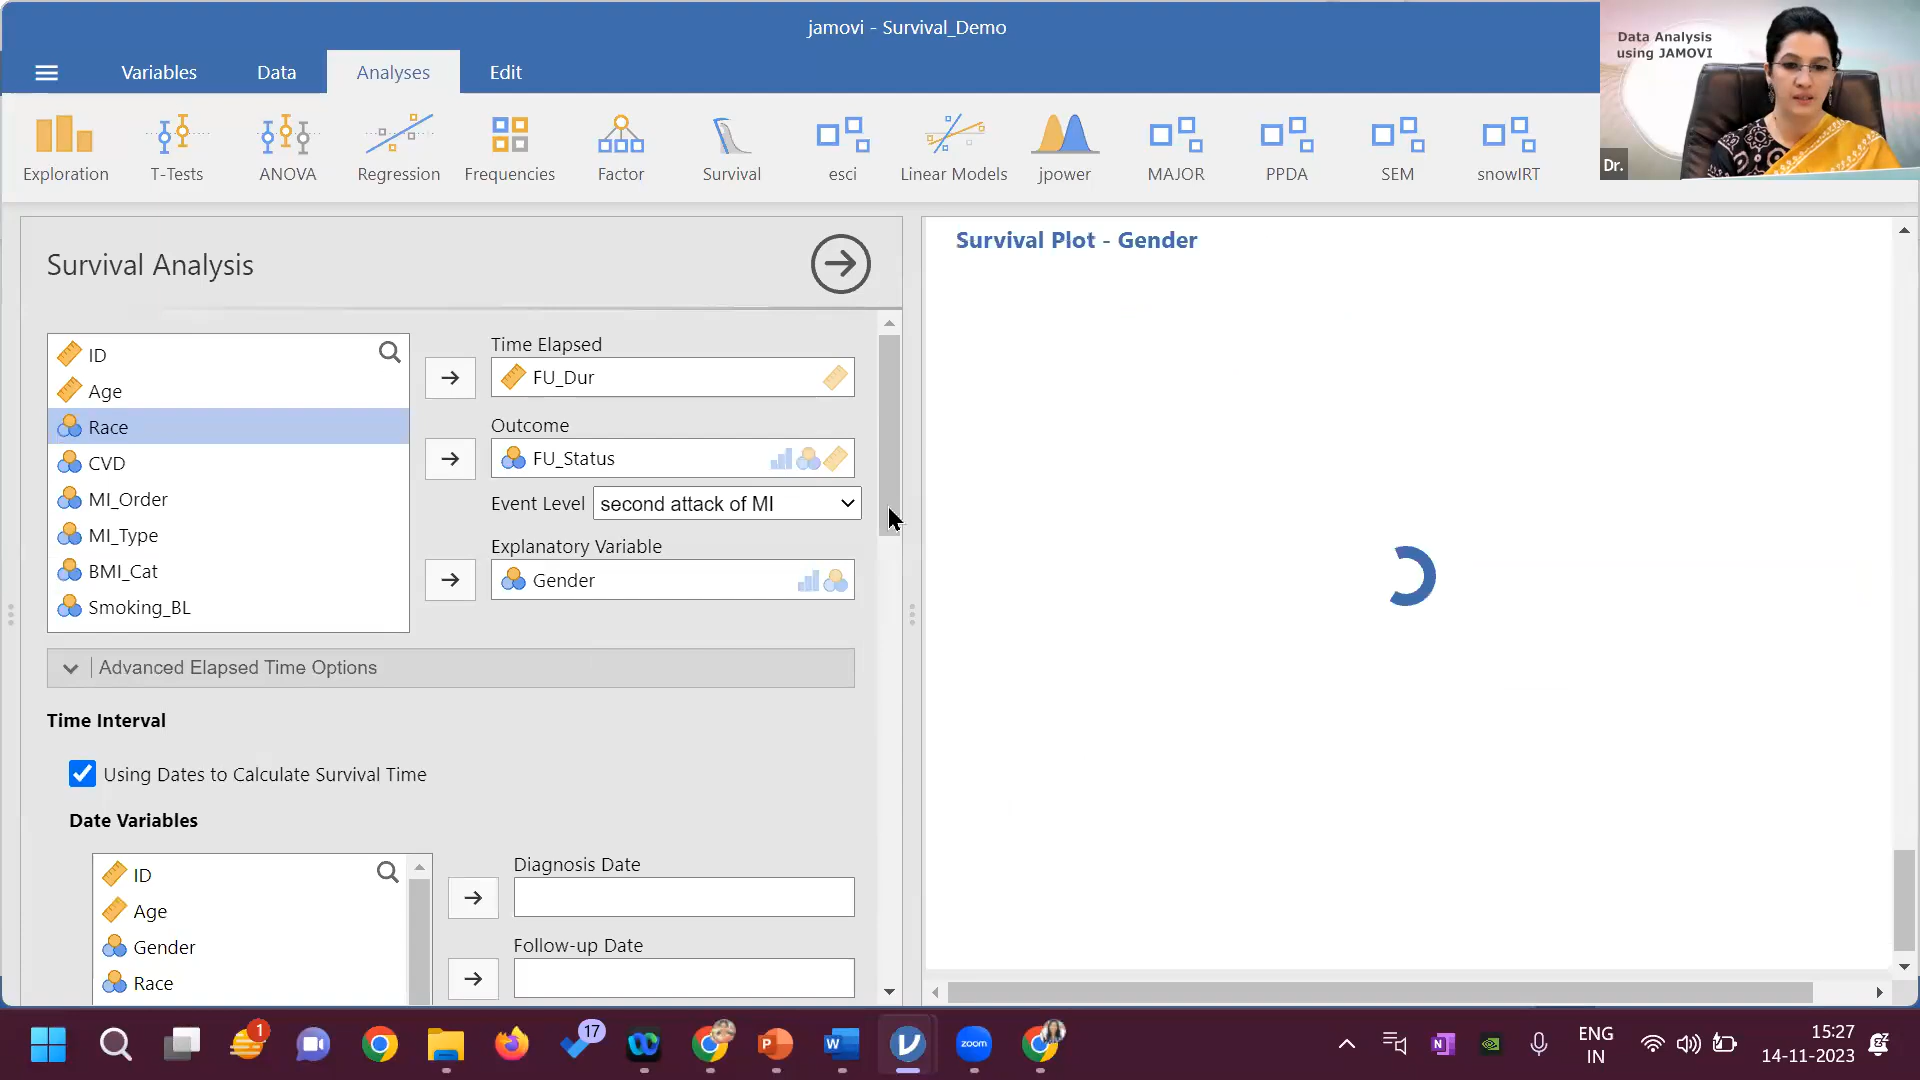 jamovi - Survival_Demo
Data Analysis
using JAMOVI
Dr.
Variables
Data
Analyses
Edit
Exploration
T-Tests
ANOVA
Regression
Frequencies
Factor
Survival
esci
Linear Models
jpower
MAJOR
PPDA
SEM
snowIRT
Survival Analysis
ID
Age
Race
CVD
MI_Order
MI_Type
BMI_Cat
Smoking_BL
Time Elapsed
FU_Dur
Outcome
FU_Status
Event Level second attack of MI
Explanatory Variable
Gender
Advanced Elapsed Time Options
Time Interval
Using Dates to Calculate Survival Time
Date Variables
ID
Age
Gender
Race
Diagnosis Date
Follow-up Date
Survival Plot - Gender
1
17
W
zoom
P
N
ENG
IN
15:27
14-11-2023